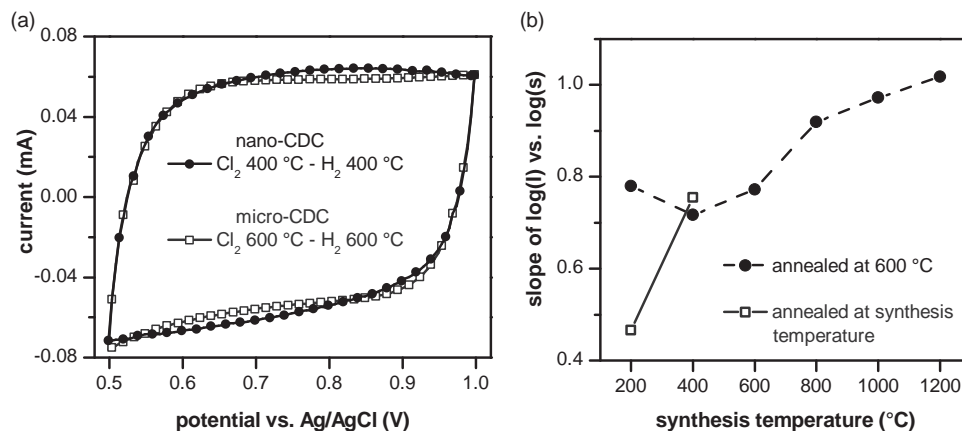 (a)
0.08
0.04
0.00
-0.04
-0.08
current (mA)
nano-CDC
Cl₂ 400 °C - H₂ 400 °C
micro-CDC
Cl₂ 600 °C - H₂ 600 °C
0.5 0.6 0.7 0.8 0.9 1.0
potential vs. Ag/AgCl (V)
(b)
1.0
0.8
0.6
0.4
slope of log(I) vs. log(s)
annealed at 600 °C
annealed at synthesis
temperature
200 400 600 800 1000 1200
synthesis temperature (°C)